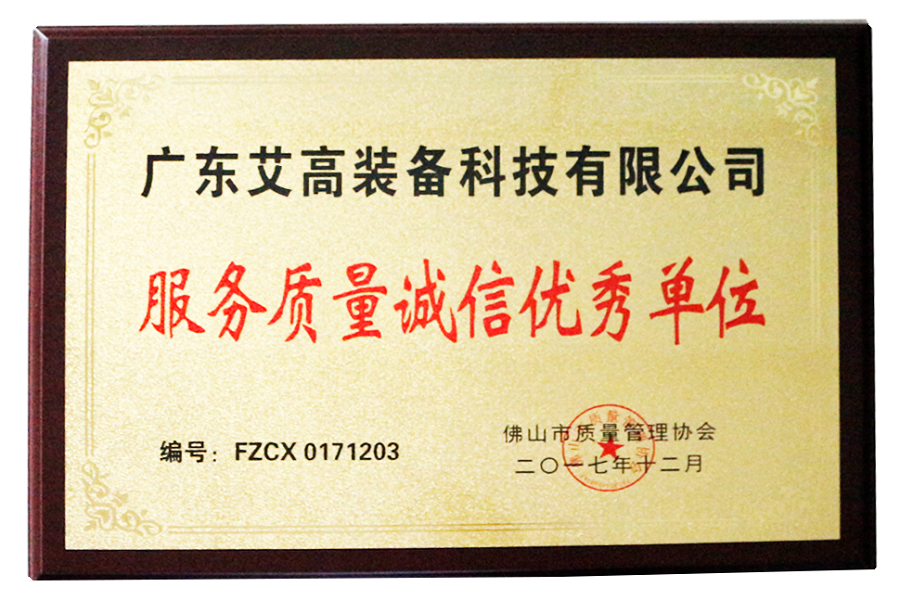 广东艾高装备科技有限公司
服务质量诚信优秀单位
编号：FZCX 0171203
佛山市质量管理协会
二〇一七年十二月